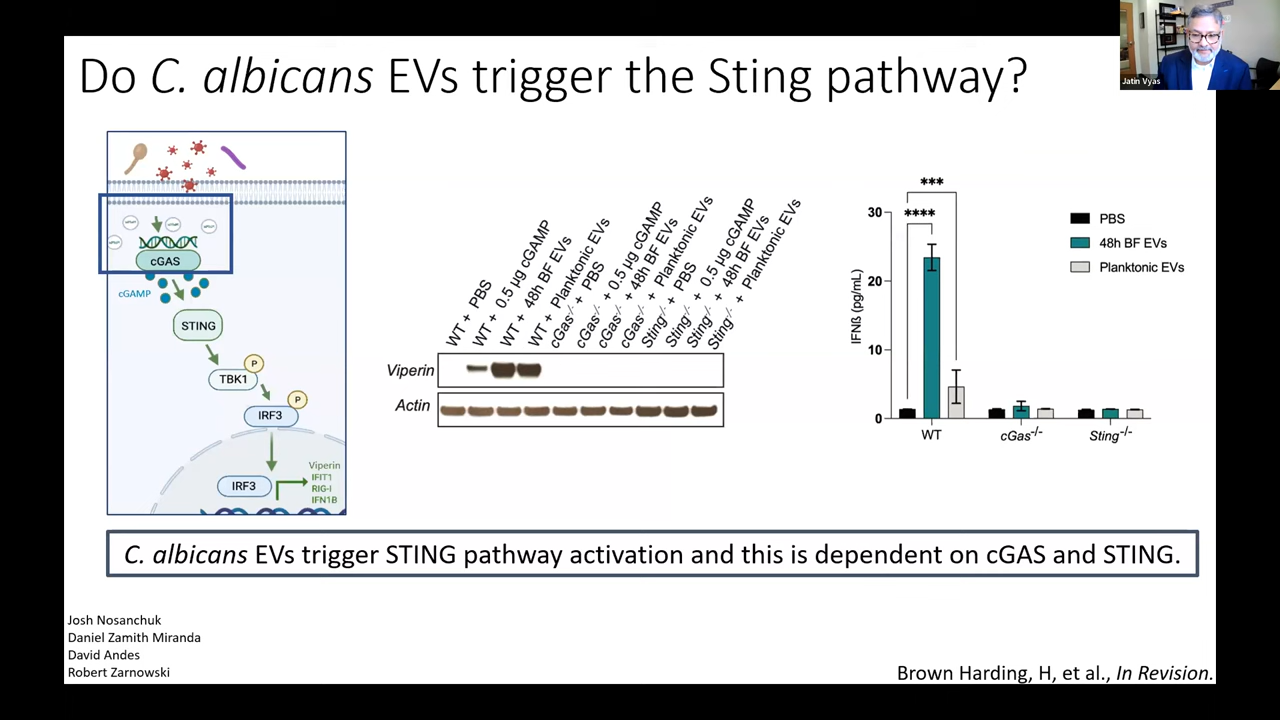 Do C. albicans EVs trigger the Sting pathway?
Jatin Vyas
cGAS
cGAMP
STING
P
TBK1
P
IRF3
IRF3
Viperin
IFIT1
RIG-I
IFN1B
WT + PBS
WT + 0.5 µg cGAMP
WT + 48h BF EVs
WT + Planktonic EVs
cGas-/- + PBS
cGas-/- + 0.5 µg cGAMP
cGas-/- + 48h BF EVs
cGas-/- + Planktonic EVs
Sting-/- + PBS
Sting-/- + 0.5 µg cGAMP
Sting-/- + 48h BF EVs
Sting-/- + Planktonic EVs
Viperin
Actin
***
****
30
20
10
0
IFNß (pg/mL)
WT
cGas-/-
Sting-/-
PBS
48h BF EVs
Planktonic EVs
C. albicans EVs trigger STING pathway activation and this is dependent on cGAS and STING.
Josh Nosanchuk
Daniel Zamith Miranda
David Andes
Robert Zarnowski
Brown Harding, H, et al., In Revision.